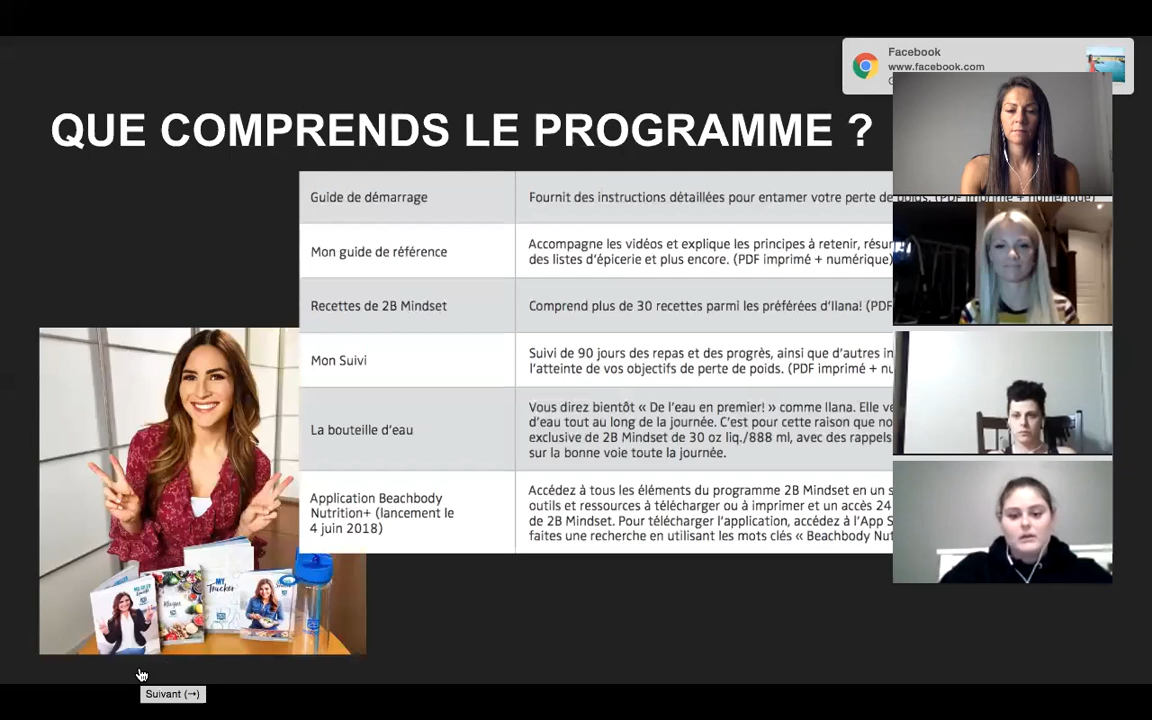 Facebook
www.facebook.com
QUE COMPRENDS LE PROGRAMME ?
Guide de démarrage
Fournit des instructions détaillées pour entamer votre perte de poids. (PDF imprimé + numérique)
Mon guide de référence
Accompagne les vidéos et explique les principes à retenir,
des listes d'épicerie et plus encore. (PDF imprimé + numérique)
Recettes de 2B Mindset
Comprend plus de 30 recettes parmi les préférées d'Ilana! (PDF
Mon Suivi
Suivi de 90 jours des repas et des progrès, ainsi que d'autres
l'atteinte de vos objectifs de perte de poids. (PDF imprimé +
La bouteille d'eau
Vous direz bientôt « De l'eau en premier! » comme Ilana. Elle
d'eau tout au long de la journée. C'est pour cette raison que
exclusive de 2B Mindset de 30 oz liq./888 ml, avec des rappels
sur la bonne voie toute la journée.
Application Beachbody
Nutrition+ (lancement le
4 juin 2018)
Accédez à tous les éléments du programme 2B Mindset en un
outils et ressources à télécharger ou à imprimer et un accès 24
de 2B Mindset. Pour télécharger l'application, accédez à l'App
faites une recherche en utilisant les mots clés « Beachbody
MY
Tracker
Suivant (→)